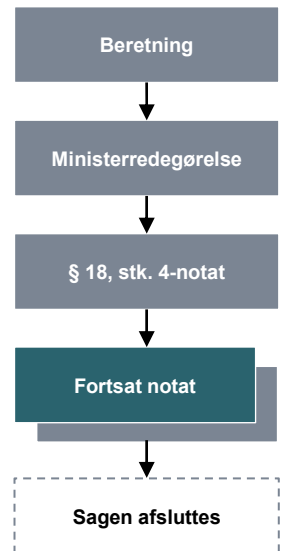 Beretning
Ministerredegørelse
§ 18, stk. 4-notat
Fortsat notat
Sagen afsluttes